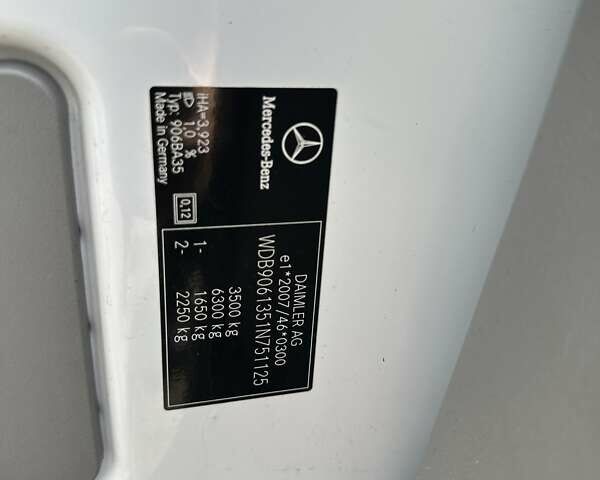 Mercedes-Benz
iHA=3,923
1,0 %
Typ: 906BA35
Made in Germany
0.12
DAIMLER AG
e1*2007/46*0300
WDB9061351N751125
3500 kg
6300 kg
1- 1650 kg
2- 2250 kg